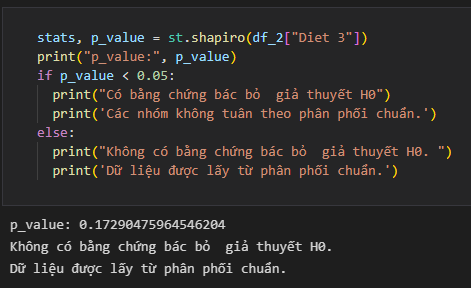 stats, p_value = st.shapiro(df_2["Diet 3"])
print("p_value:", p_value)
if p_value < 0.05:
  print("Có bằng chứng bác bỏ  giả thuyết H0")
  print('Các nhóm không tuân theo phân phối chuẩn.')
else:
  print("Không có bằng chứng bác bỏ  giả thuyết H0. ")
  print('Dữ liệu được lấy từ phân phối chuẩn.')
p_value: 0.17290475964546204
Không có bằng chứng bác bỏ  giả thuyết H0.
Dữ liệu được lấy từ phân phối chuẩn.